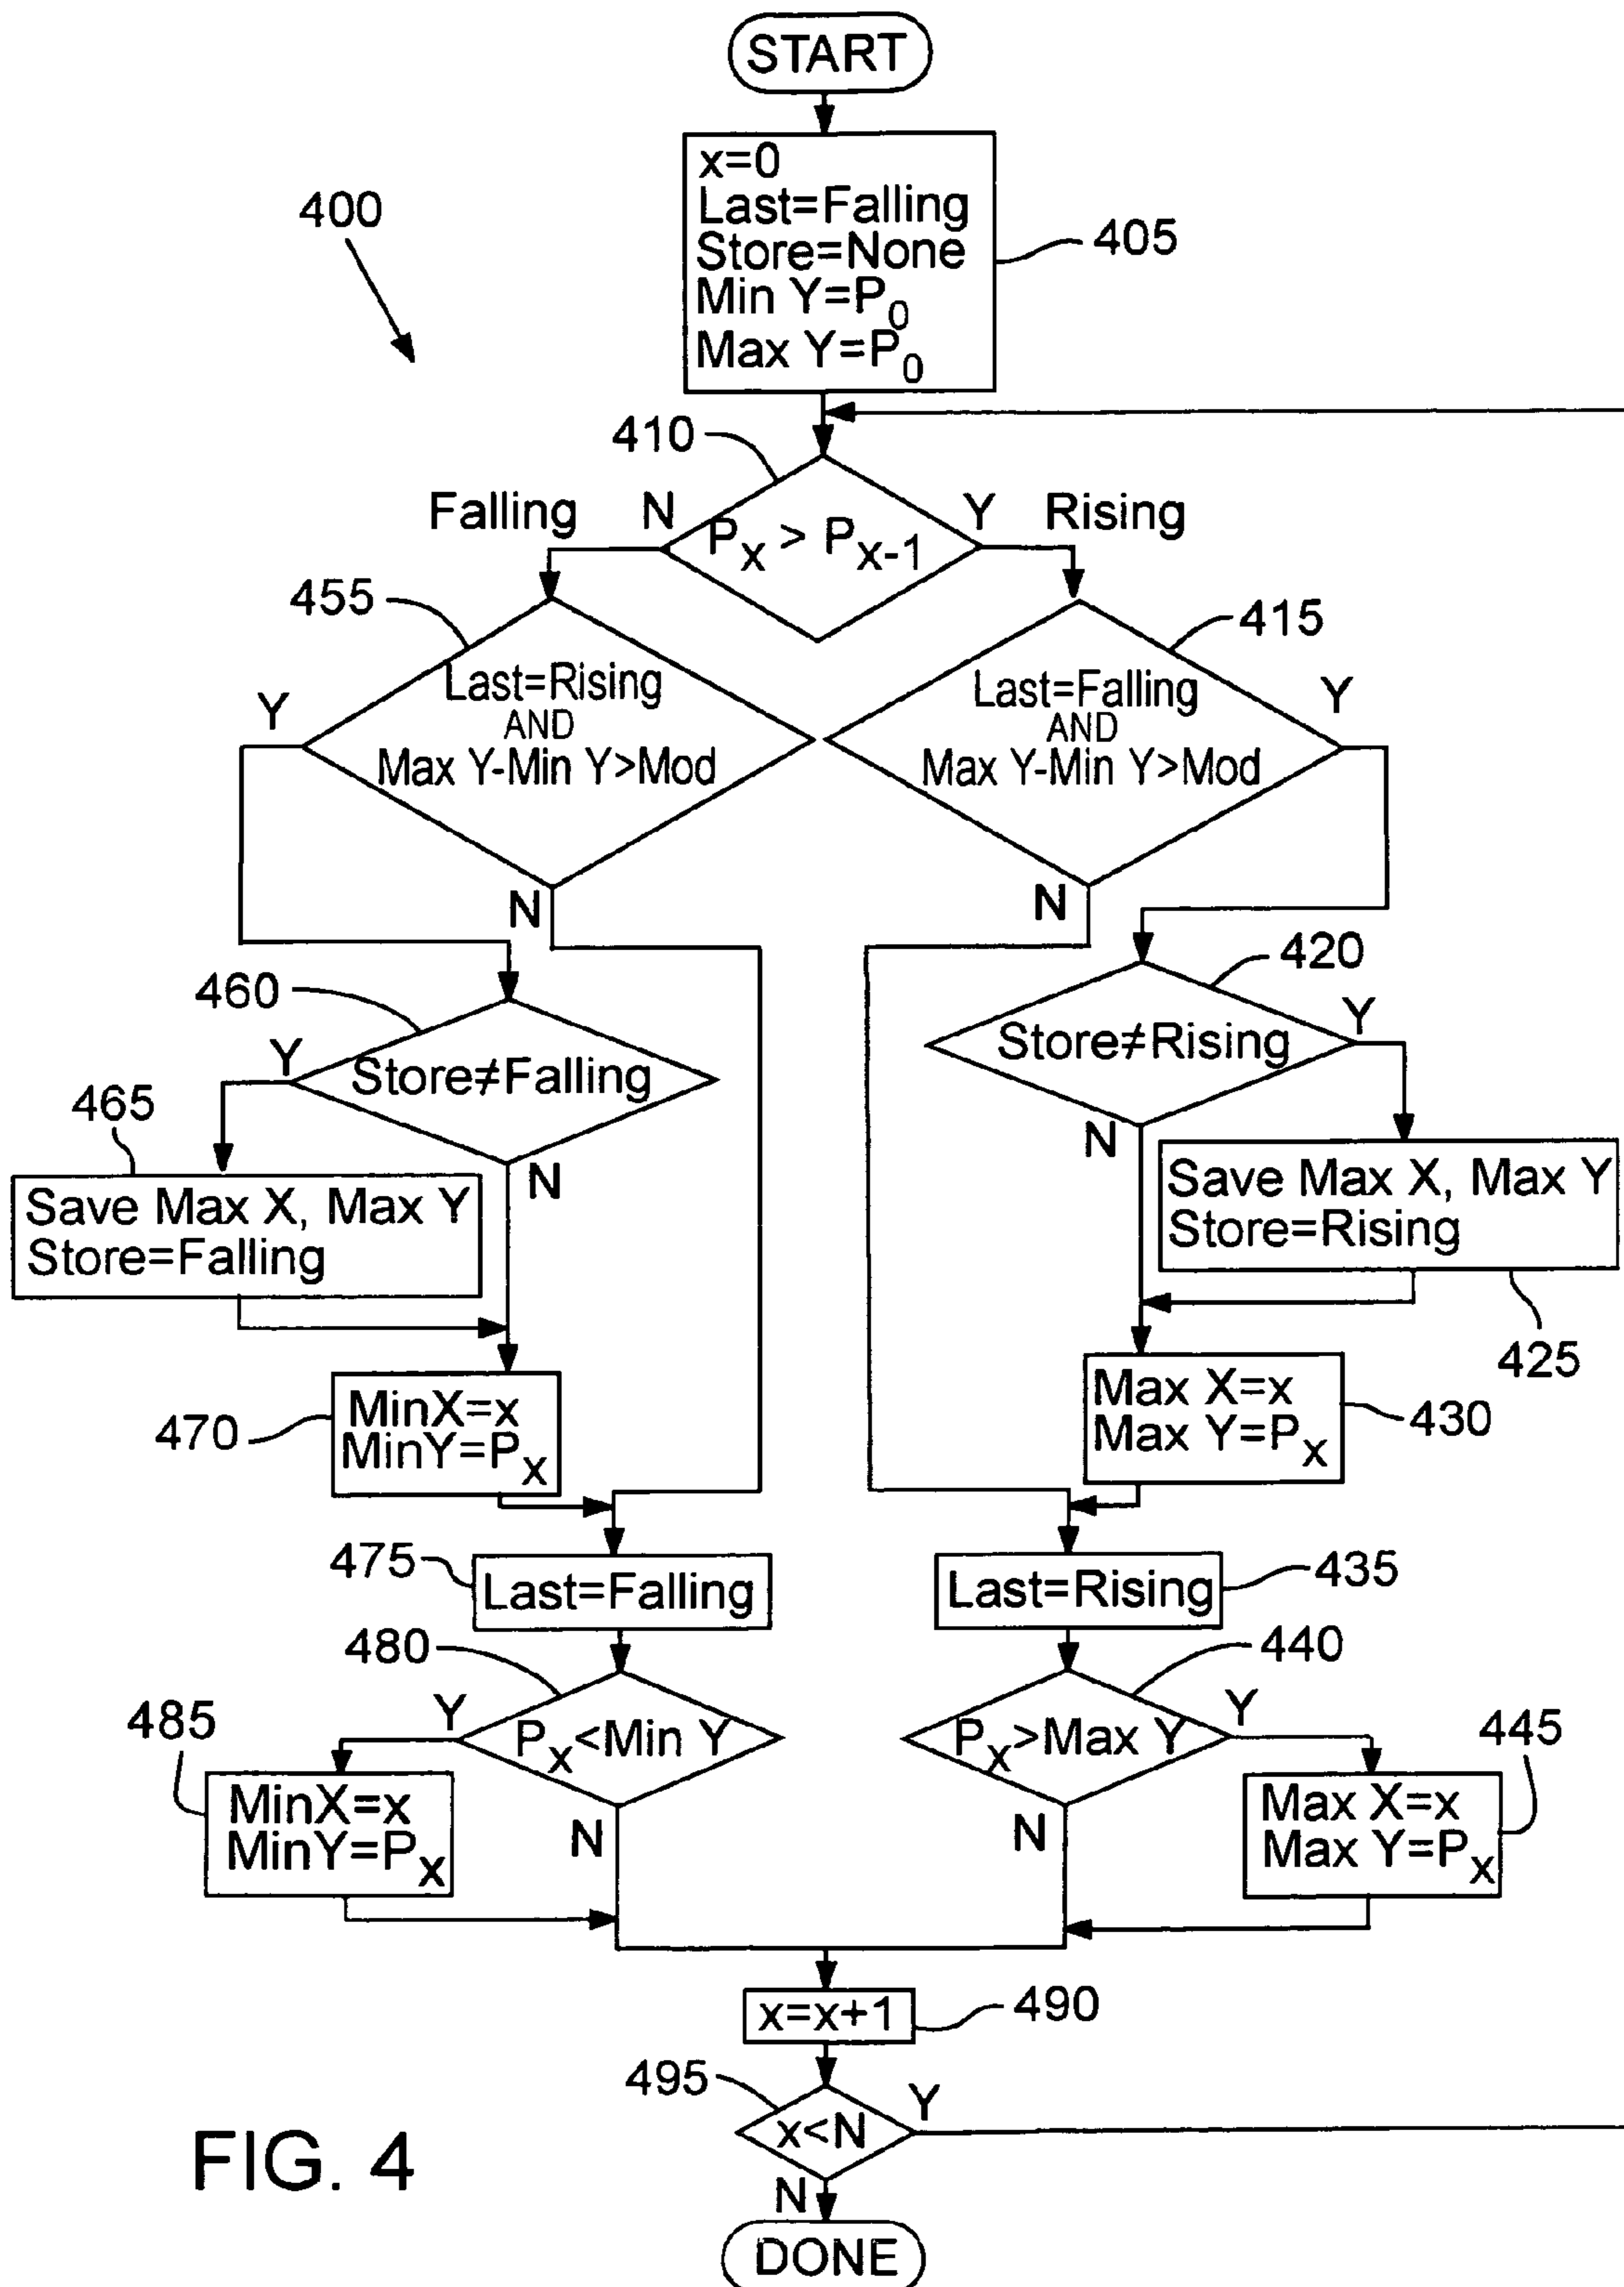 START
400
x=0
Last=Falling
Store=None
Min Y=P0
Max Y=P0
405
410
Falling N Px > Px-1 Y Rising
455
Last=Rising
AND
Max Y-Min Y>Mod
Y
N
415
Last=Falling
AND
Max Y-Min Y>Mod
Y
N
460
Y
Store≠Falling
N
420
Store≠Rising
Y
N
465
Save Max X, Max Y
Store=Falling
Save Max X, Max Y
Store=Rising
425
470
MinX=x
MinY=Px
Max X=x
Max Y=Px
430
475
Last=Falling
Last=Rising
435
480
Y
Px<Min Y
N
440
Px>Max Y
Y
N
485
MinX=x
MinY=Px
445
Max X=x
Max Y=Px
x=x+1
490
495
x<N
Y
N
DONE
FIG. 4